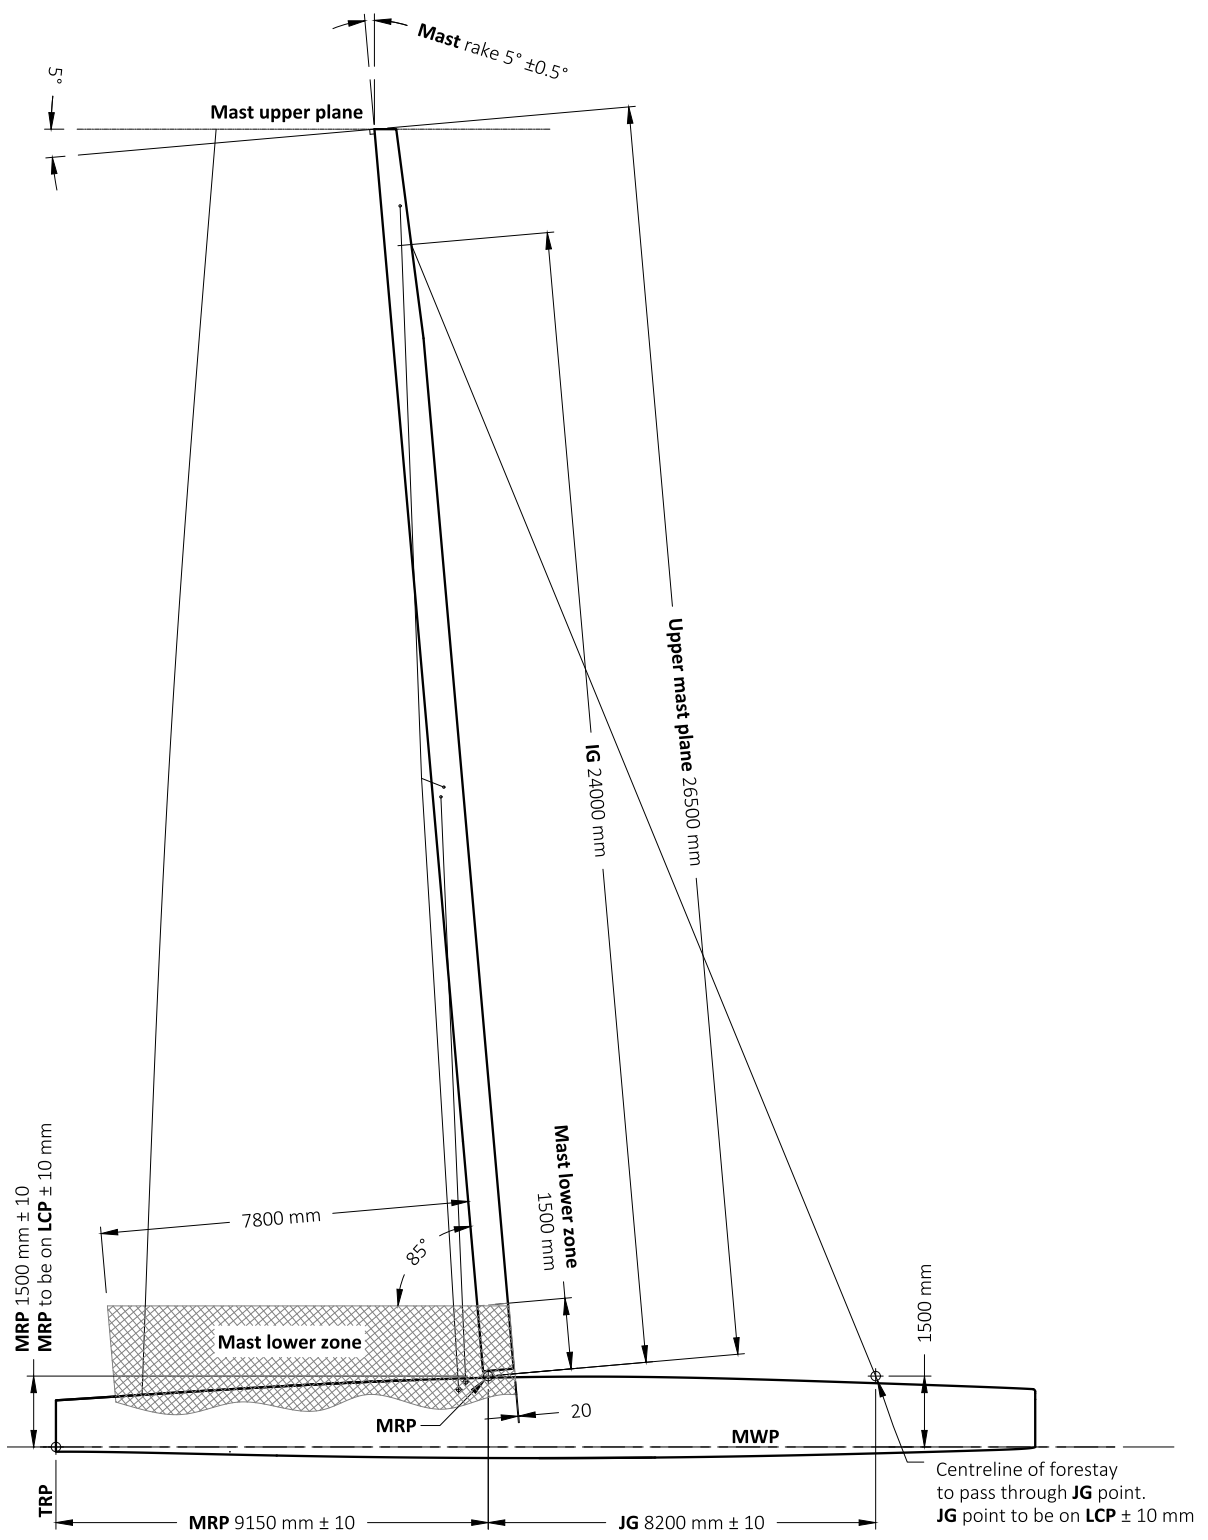 Mast rake 5° ±0.5°
5°
Mast upper plane
Upper mast plane 26500 mm
IG 24000 mm
Mast lower zone
1500 mm
MRP 1500 mm ± 10
MRP to be on LCP ± 10 mm
7800 mm
85°
1500 mm
Mast lower zone
MRP
20
MWP
Centreline of forestay
to pass through JG point.
JG point to be on LCP ± 10 mm
TRP
MRP 9150 mm ± 10
JG 8200 mm ± 10